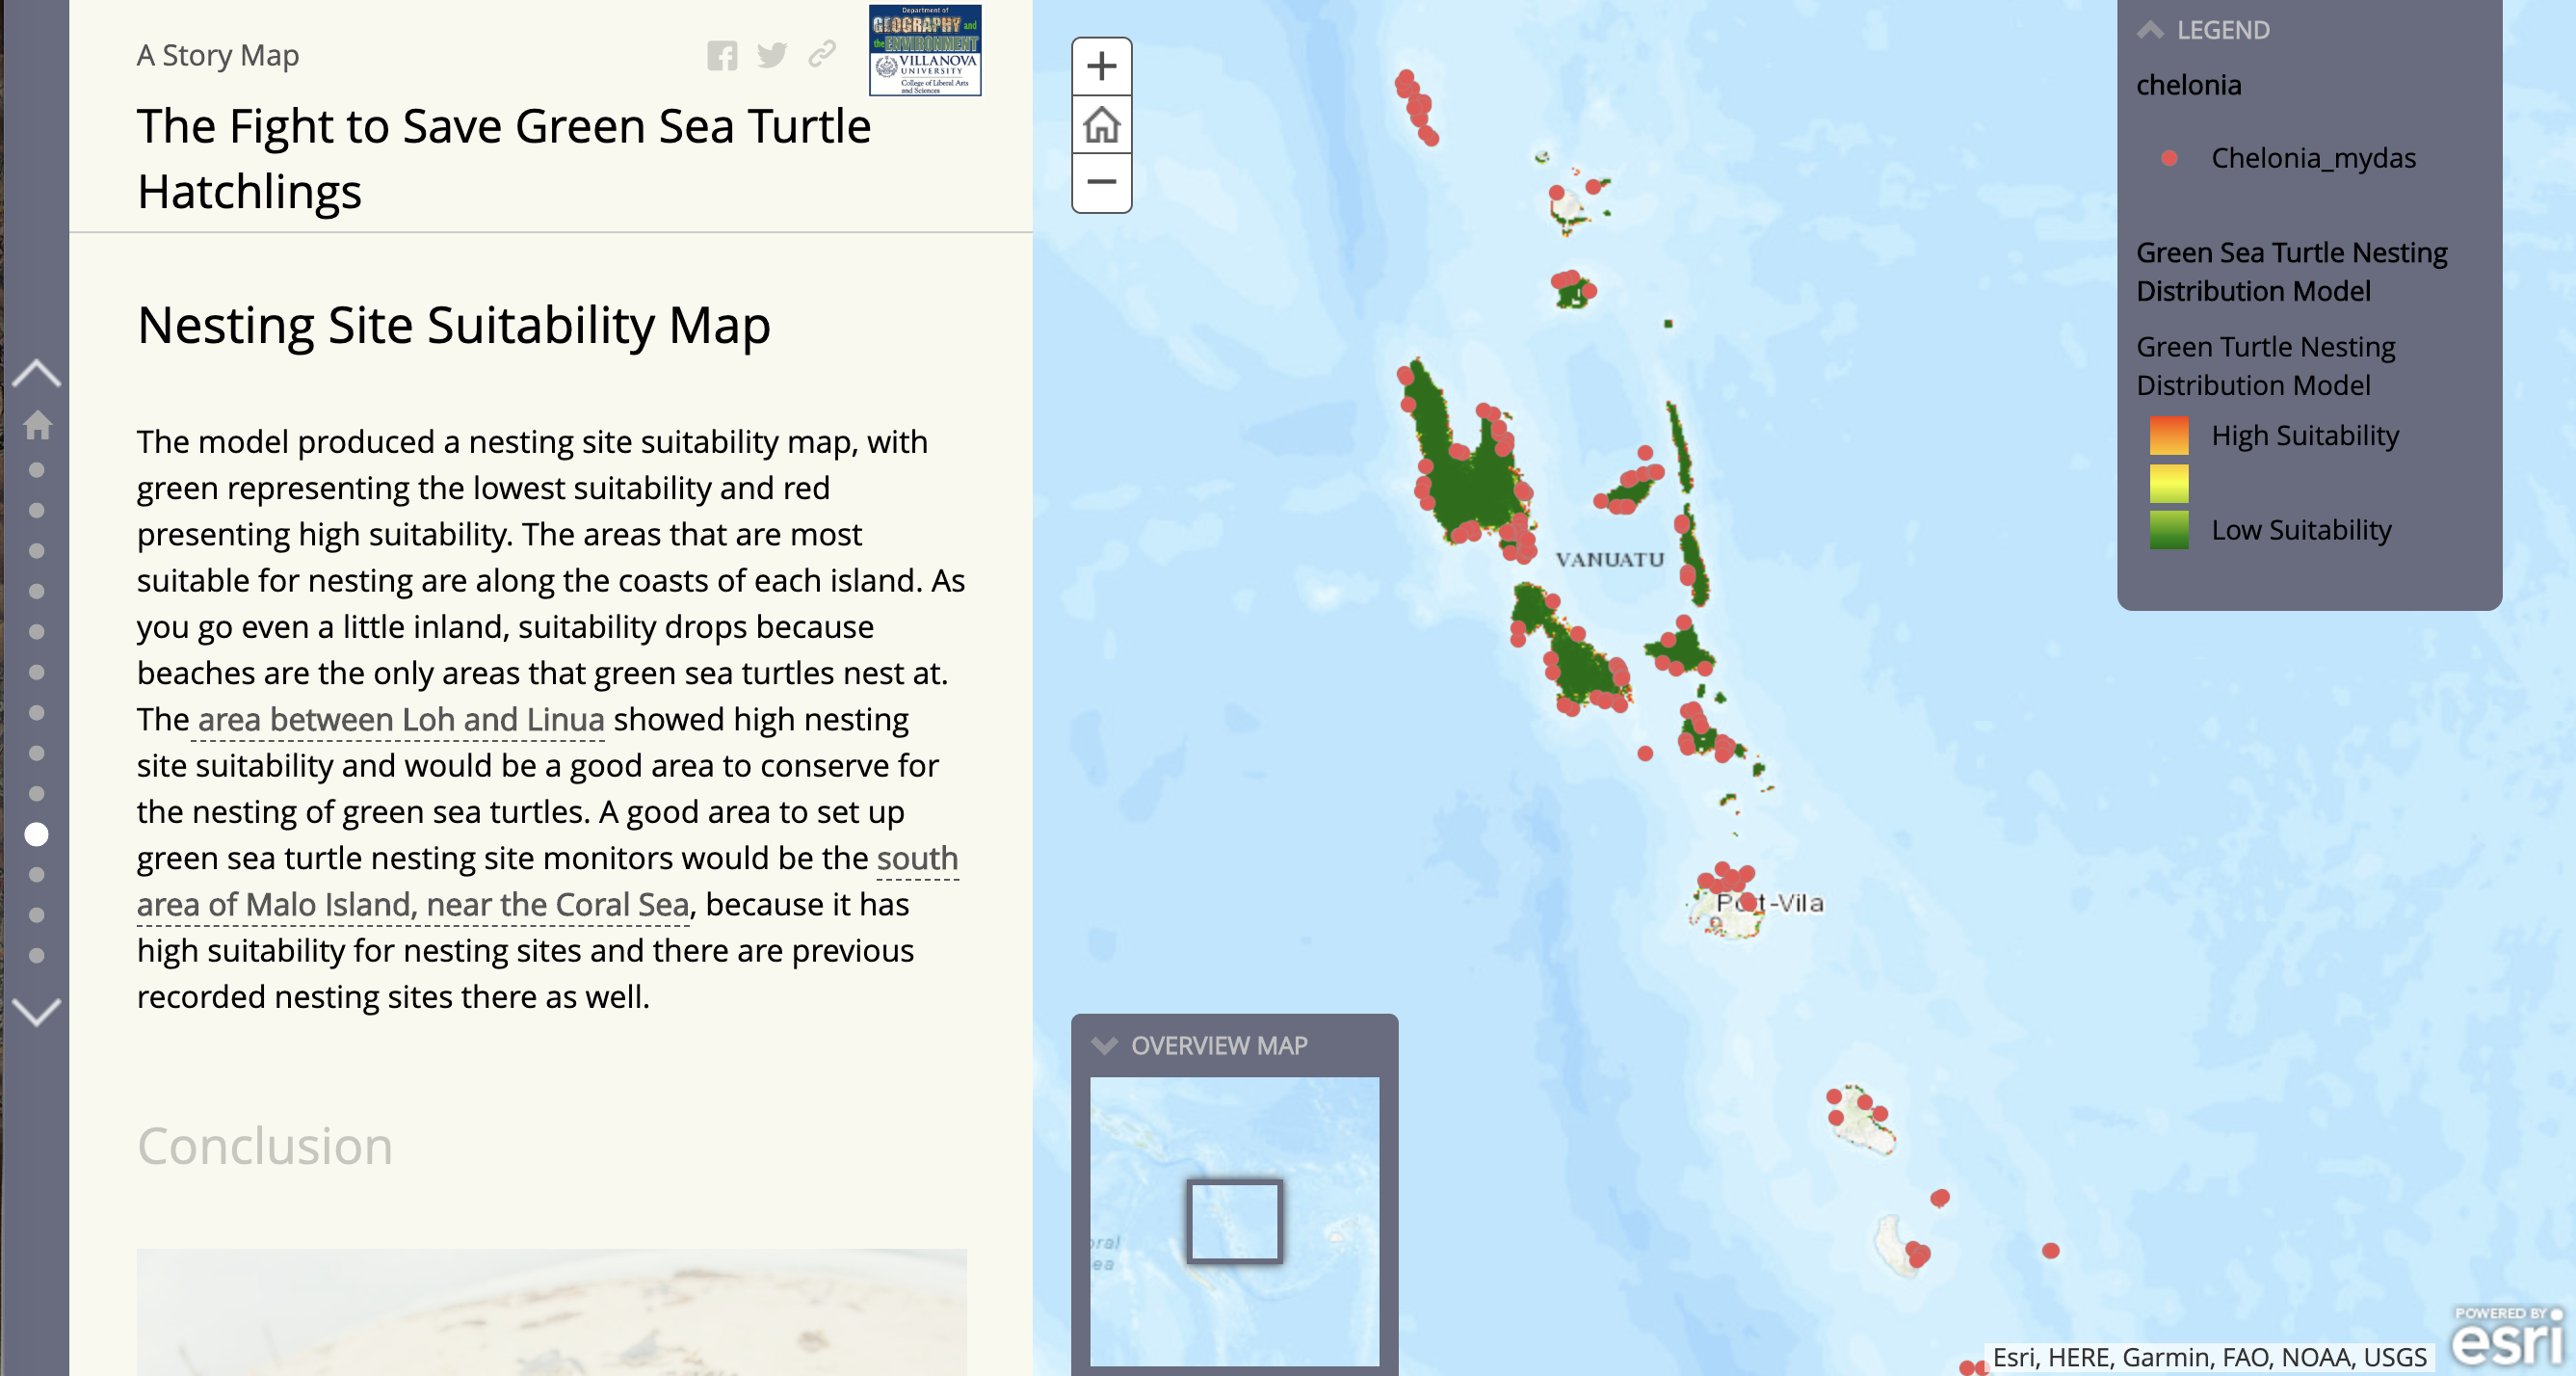 A Story Map
Department of
GEOGRAPHY and
the ENVIRONMENT
VILLANOVA
UNIVERSITY
College of Liberal Arts
and Sciences
The Fight to Save Green Sea Turtle
Hatchlings
Nesting Site Suitability Map
The model produced a nesting site suitability map, with
green representing the lowest suitability and red
presenting high suitability. The areas that are most
suitable for nesting are along the coasts of each island. As
you go even a little inland, suitability drops because
beaches are the only areas that green sea turtles nest at.
The area between Loh and Linua showed high nesting
site suitability and would be a good area to conserve for
the nesting of green sea turtles. A good area to set up
green sea turtle nesting site monitors would be the south
area of Malo Island, near the Coral Sea, because it has
high suitability for nesting sites and there are previous
recorded nesting sites there as well.
Conclusion
VANUATU
Port-Vila
LEGEND
chelonia
Chelonia_mydas
Green Sea Turtle Nesting
Distribution Model
Green Turtle Nesting
Distribution Model
High Suitability
Low Suitability
OVERVIEW MAP
oral
ea
POWERED BY
esri
Esri, HERE, Garmin, FAO, NOAA, USGS